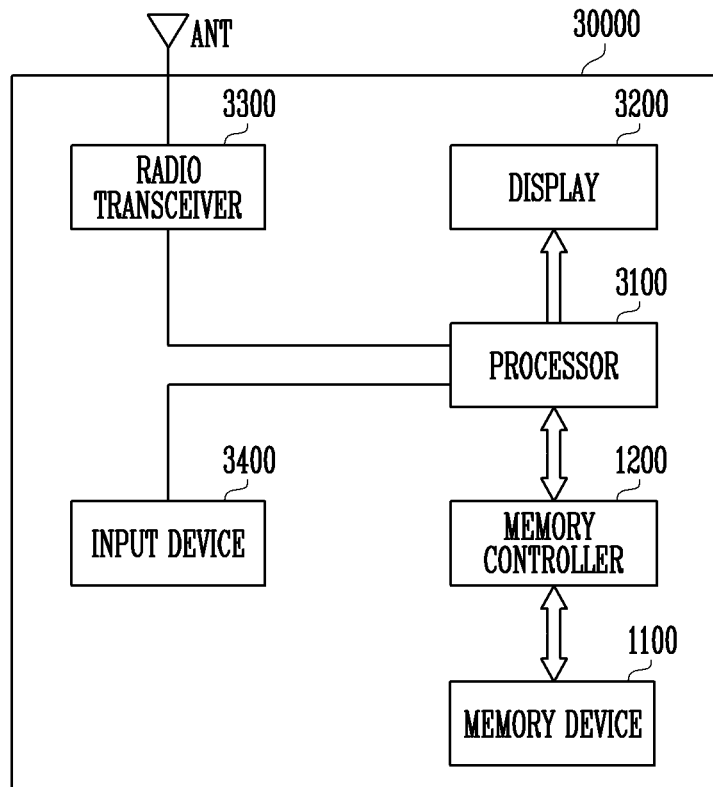 ANT
30000
3300
3200
RADIO
TRANSCEIVER
DISPLAY
3100
PROCESSOR
3400
1200
INPUT DEVICE
MEMORY
CONTROLLER
1100
MEMORY DEVICE